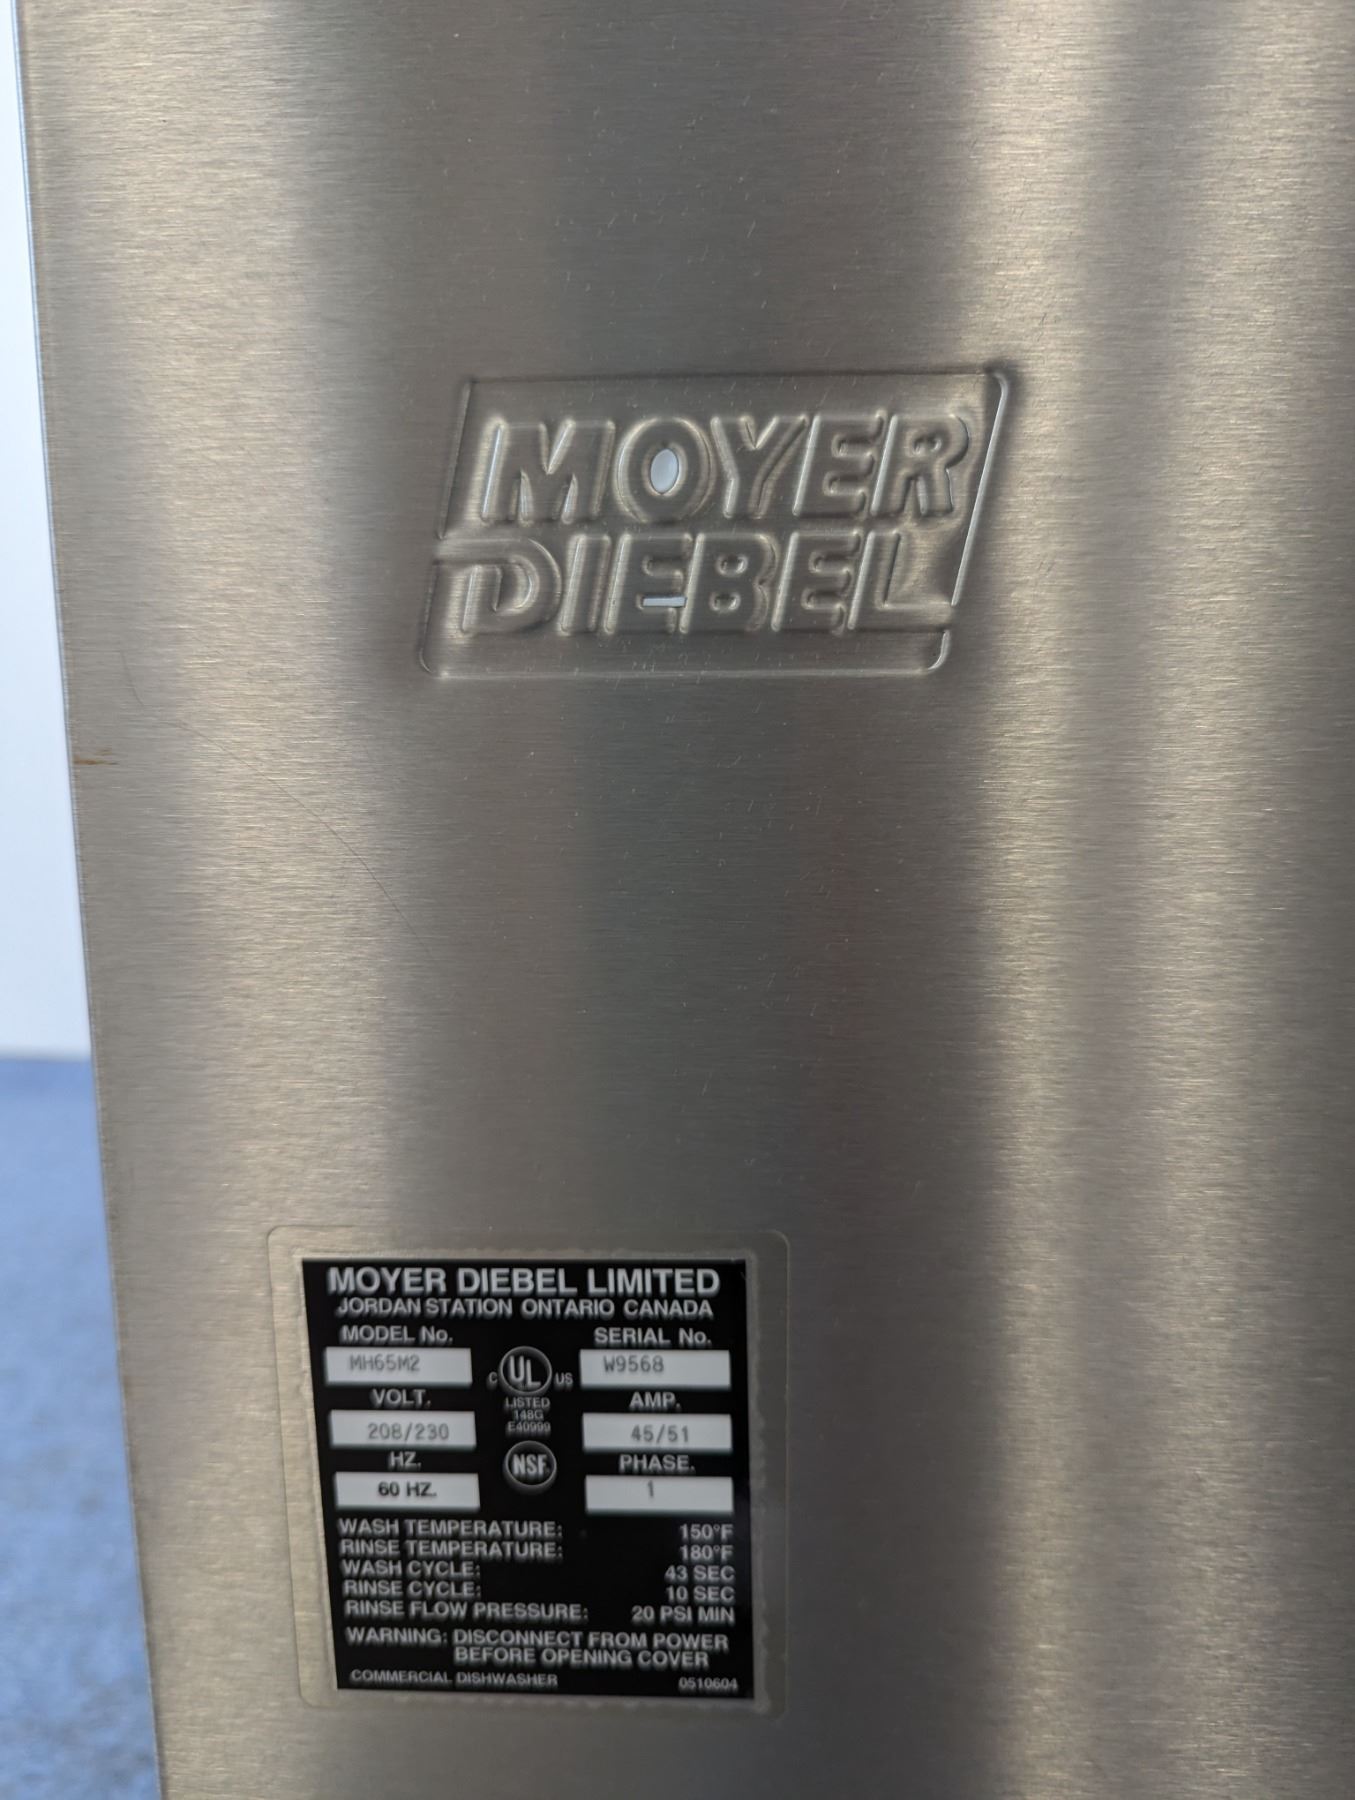 MOYER
DIEBEL
MOYER DIEBEL LIMITED
JORDAN STATION ONTARIO CANADA
MODEL No. SERIAL No.
MH65M2 C UL US W9568
VOLT. LISTED AMP.
148G
208/230 E40999 45/51
HZ. NSF. PHASE.
60 HZ. 1
WASH TEMPERATURE: 150°F
RINSE TEMPERATURE: 180°F
WASH CYCLE: 43 SEC
RINSE CYCLE: 10 SEC
RINSE FLOW PRESSURE: 20 PSI MIN
WARNING: DISCONNECT FROM POWER
BEFORE OPENING COVER
COMMERCIAL DISHWASHER 0510604